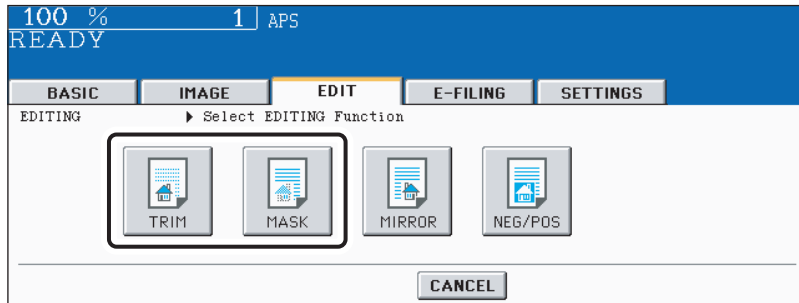 100 % 1 APS
READY
BASIC IMAGE EDIT E-FILING SETTINGS
EDITING Select EDITING Function
TRIM MASK MIRROR NEG/POS
CANCEL